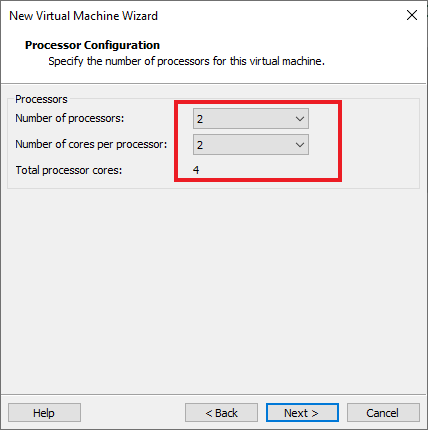 New Virtual Machine Wizard
Processor Configuration
Specify the number of processors for this virtual machine.
Processors
Number of processors: 2
Number of cores per processor: 2
Total processor cores: 4
Help < Back Next > Cancel